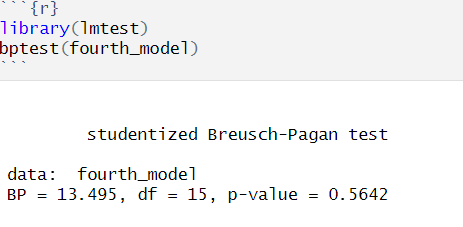 ```{r}
library(lmtest)
bptest(fourth_model)
```
studentized Breusch-Pagan test
data:  fourth_model
BP = 13.495, df = 15, p-value = 0.5642